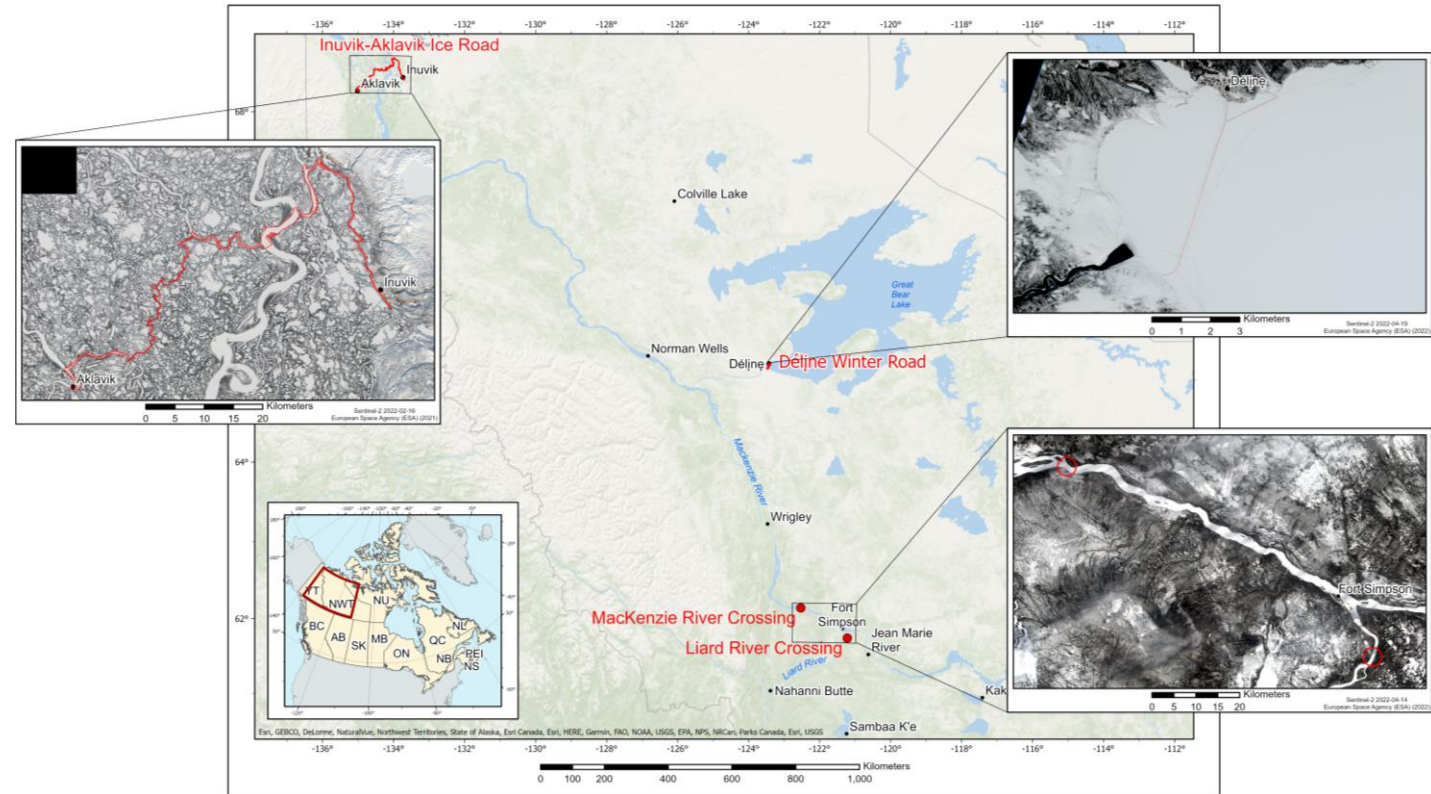 -136° -134° -132° -130° -128° -126° -124° -122° -120° -118° -116° -114° -112°
Inuvik-Aklavik Ice Road
Inuvik
Aklavik
68°
Délįnę
Kilometers
0 1 2 3
Sentinel-2 2022-04-19
European Space Agency (ESA) (2022)
Inuvik
Aklavik
Kilometers
0 5 10 15 20
Sentinel-2 2022-02-16
European Space Agency (ESA) (2021)
Colville Lake
Great
Bear
Lake
Norman Wells
Délįnę
Délįnę Winter Road
64°
64°
Mackenzie River
Wrigley
Fort Simpson
Kilometers
0 5 10 15 20
Sentinel-2 2022-04-14
European Space Agency (ESA) (2022)
62°
62°
MacKenzie River Crossing
Fort
Simpson
Liard River Crossing
Jean Marie
River
Liard River
Nahanni Butte
Kak
Sambaa K'e
YT
NWT
NU
BC
AB
SK
MB
ON
QC
NL
PEI
NB
NS
Esri, GEBCO, DeLorme, NaturalVue, Northwest Territories, State of Alaska, Esri Canada, Esri, HERE, Garmin, FAO, NOAA, USGS, EPA, NPS, NRCan, Parks Canada, Esri, USGS
-136° -134° -132° -130° -128° -126° -124° -122° -120° -118° -116° -114° -112°
Kilometers
0 100 200 400 600 800 1,000